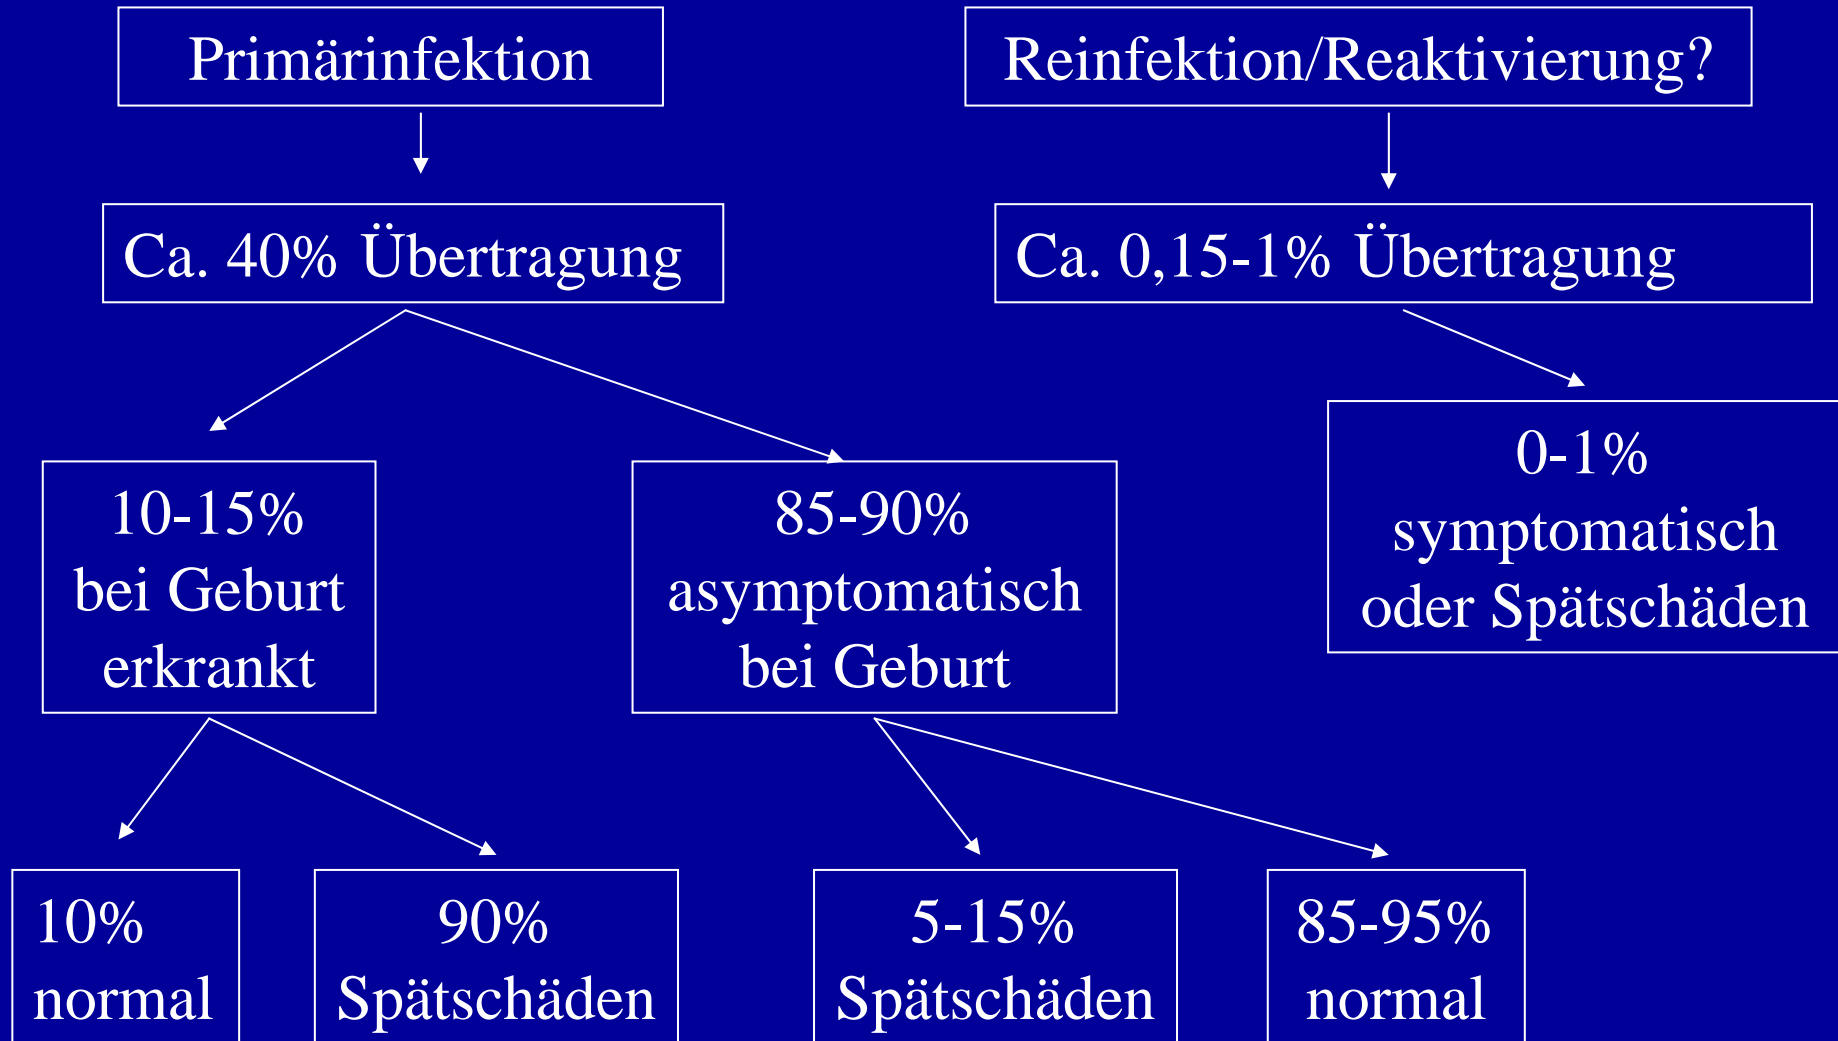 Primärinfektion
Reinfektion/Reaktivierung?
Ca. 40% Übertragung
Ca. 0,15-1% Übertragung
10-15%
bei Geburt
erkrankt
85-90%
asymptomatisch
bei Geburt
0-1%
symptomatisch
oder Spätschäden
10%
normal
90%
Spätschäden
5-15%
Spätschäden
85-95%
normal